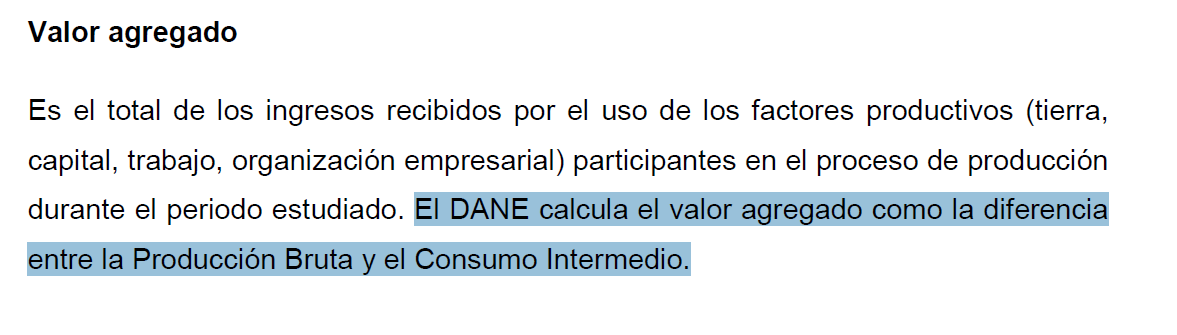 Valor agregado
Es el total de los ingresos recibidos por el uso de los factores productivos (tierra,
capital, trabajo, organización empresarial) participantes en el proceso de producción
durante el periodo estudiado. El DANE calcula el valor agregado como la diferencia
entre la Producción Bruta y el Consumo Intermedio.